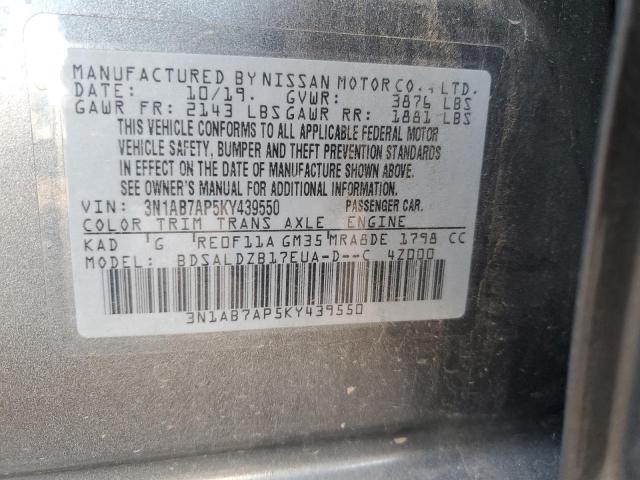 MANUFACTURED BY NISSAN MOTOR CO., LTD.
DATE: 10/19. GVWR: 3876 LBS
GAWR FR: 2143 LBS GAWR RR: 1881 LBS
THIS VEHICLE CONFORMS TO ALL APPLICABLE FEDERAL MOTOR
VEHICLE SAFETY, BUMPER AND THEFT PREVENTION STANDARDS
IN EFFECT ON THE DATE OF MANUFACTURE SHOWN ABOVE.
SEE OWNER'S MANUAL FOR ADDITIONAL INFORMATION.
VIN: 3N1AB7AP5KY439550 PASSENGER CAR.
COLOR TRIM TRANS AXLE ENGINE
KAD G RE0F11A GM35 MRA8DE 1798 CC
MODEL: BDSALDZB17EUA-D--C 4Z000
3N1AB7AP5KY439550